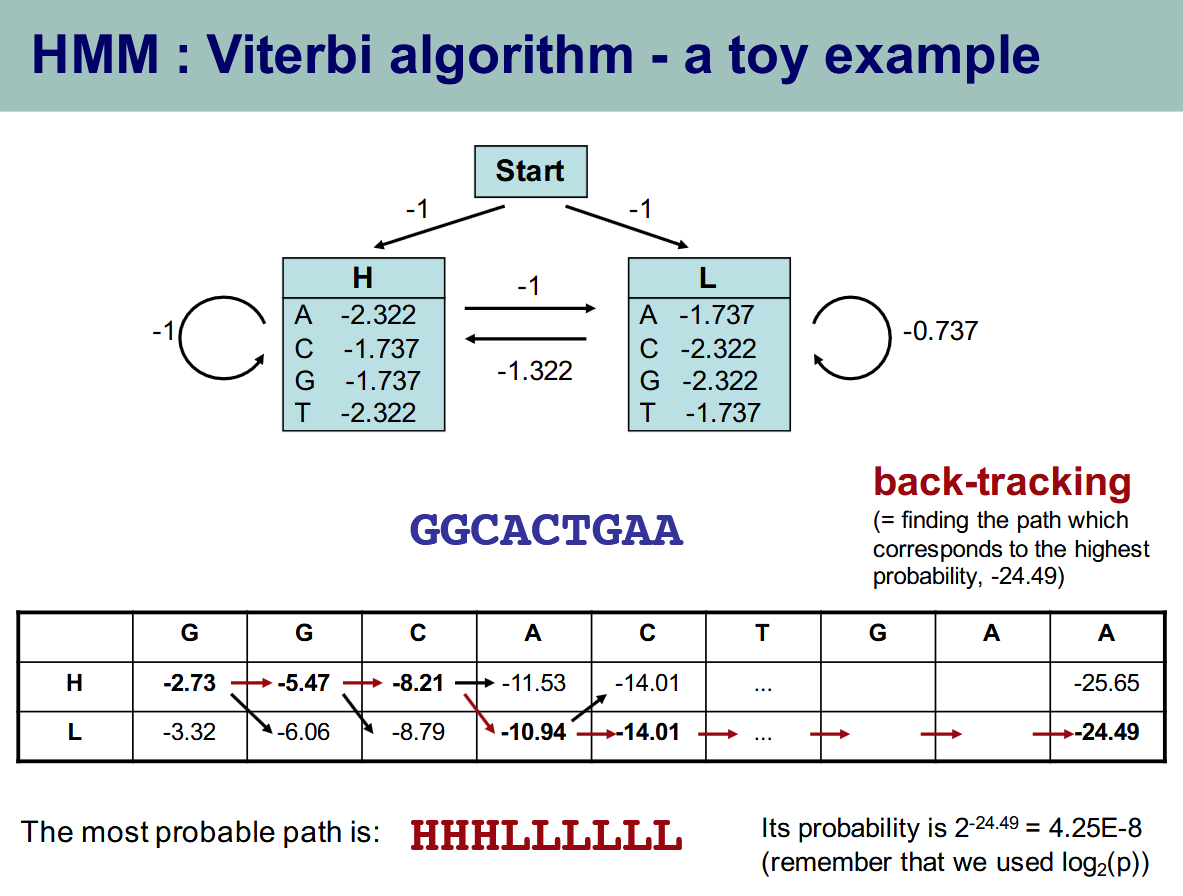 HMM : Viterbi algorithm - a toy example
Start
-1
-1
H
A -2.322
C -1.737
G -1.737
T -2.322
-1
-1
-1.322
L
A -1.737
C -2.322
G -2.322
T -1.737
-0.737
back-tracking
(= finding the path which
corresponds to the highest
probability, -24.49)
GGCACTGAA
G G C A C T G A A
H -2.73 -5.47 -8.21 -11.53 -14.01 ... -25.65
L -3.32 -6.06 -8.79 -10.94 -14.01 ... -24.49
The most probable path is: HHHLLLLLL
Its probability is 2-24.49 = 4.25E-8
(remember that we used log2(p))